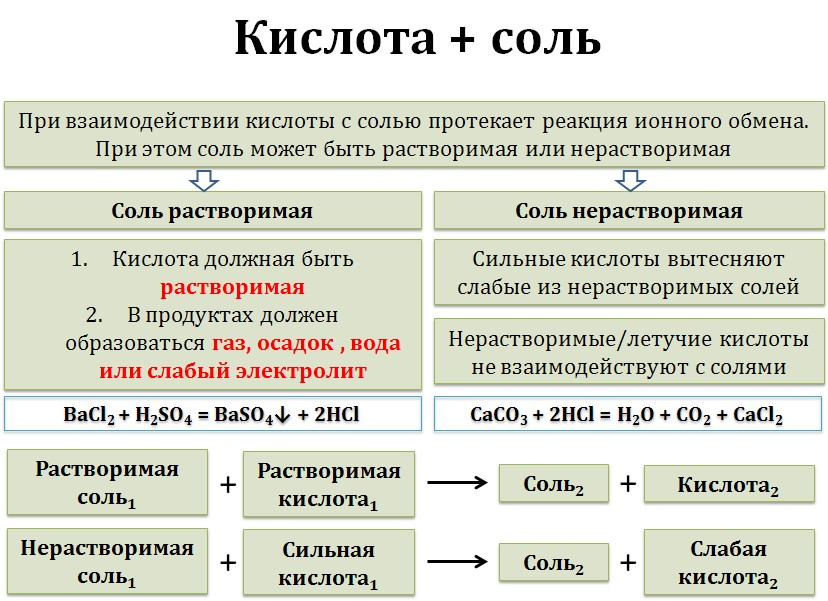 Кислота + соль
При взаимодействии кислоты с солью протекает реакция ионного обмена.
При этом соль может быть растворимая или нерастворимая
Соль растворимая
1. Кислота должная быть
растворимая
2. В продуктах должен
образоваться газ, осадок , вода
или слабый электролит
BaCl₂ + H₂SO₄ = BaSO₄↓ + 2HCl
Соль нерастворимая
Сильные кислоты вытесняют
слабые из нерастворимых солей
Нерастворимые/летучие кислоты
не взаимодействуют с солями
CaCO₃ + 2HCl = H₂O + CO₂ + CaCl₂
Растворимая
соль₁
+
Растворимая
кислота₁
→
Соль₂
+
Кислота₂
Нерастворимая
соль₁
+
Сильная
кислота₁
→
Соль₂
+
Слабая
кислота₂